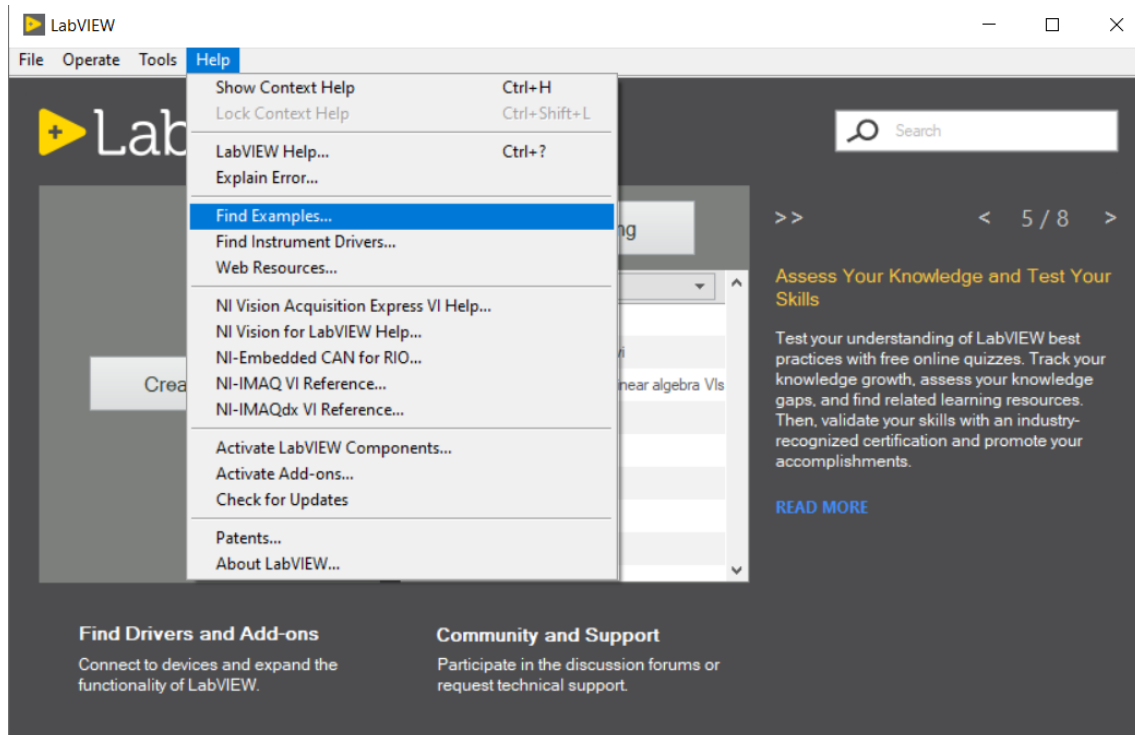 LabVIEW
File Operate Tools Help
Show Context Help Ctrl+H
Lock Context Help Ctrl+Shift+L
LabVIEW Help... Ctrl+?
Explain Error...
Find Examples...
Find Instrument Drivers...
Web Resources...
NI Vision Acquisition Express VI Help...
NI Vision for LabVIEW Help...
NI-Embedded CAN for RIO...
NI-IMAQ VI Reference...
NI-IMAQdx VI Reference...
Activate LabVIEW Components...
Activate Add-ons...
Check for Updates
Patents...
About LabVIEW...
Lab
Search
ng
vi
near algebra VIs
Crea
>> < 5 / 8 >
Assess Your Knowledge and Test Your
Skills
Test your understanding of LabVIEW best
practices with free online quizzes. Track your
knowledge growth, assess your knowledge
gaps, and find related learning resources.
Then, validate your skills with an industry-
recognized certification and promote your
accomplishments.
READ MORE
Find Drivers and Add-ons
Connect to devices and expand the
functionality of LabVIEW.
Community and Support
Participate in the discussion forums or
request technical support.